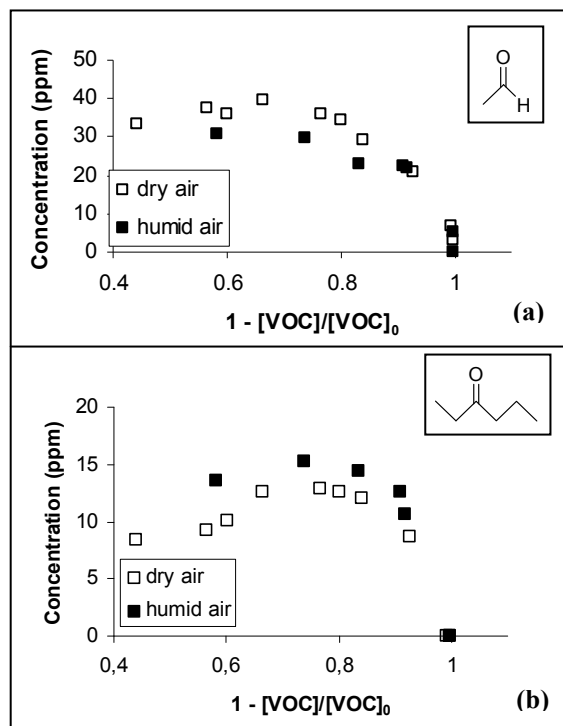 50
40
30
20
10
0
Concentration (ppm)
O
H
dry air
humid air
0.4
0.6
0.8
1
1 - [VOC]/[VOC]0
(a)
20
15
10
5
0
Concentration (ppm)
O
dry air
humid air
0,4
0,6
0,8
1
1 - [VOC]/[VOC]0
(b)